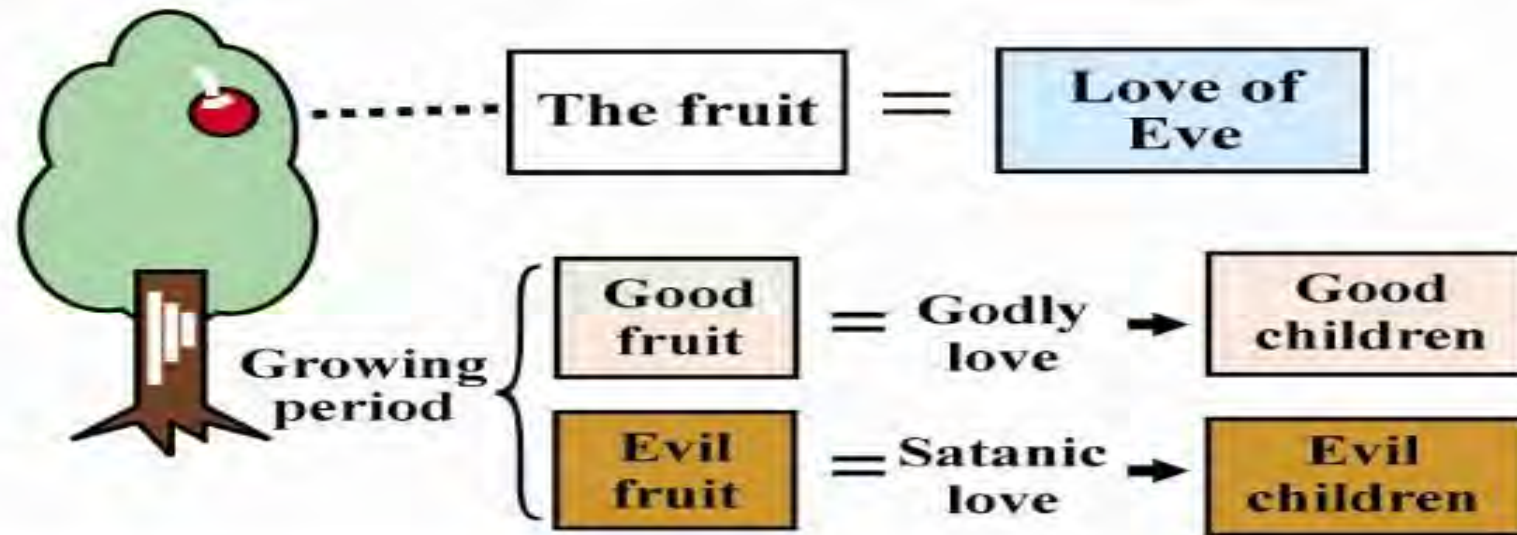 The fruit
=
Love of
Eve
Growing
period
Good
fruit
=
Godly
love
Good
children
Evil
fruit
=
Satanic
love
Evil
children